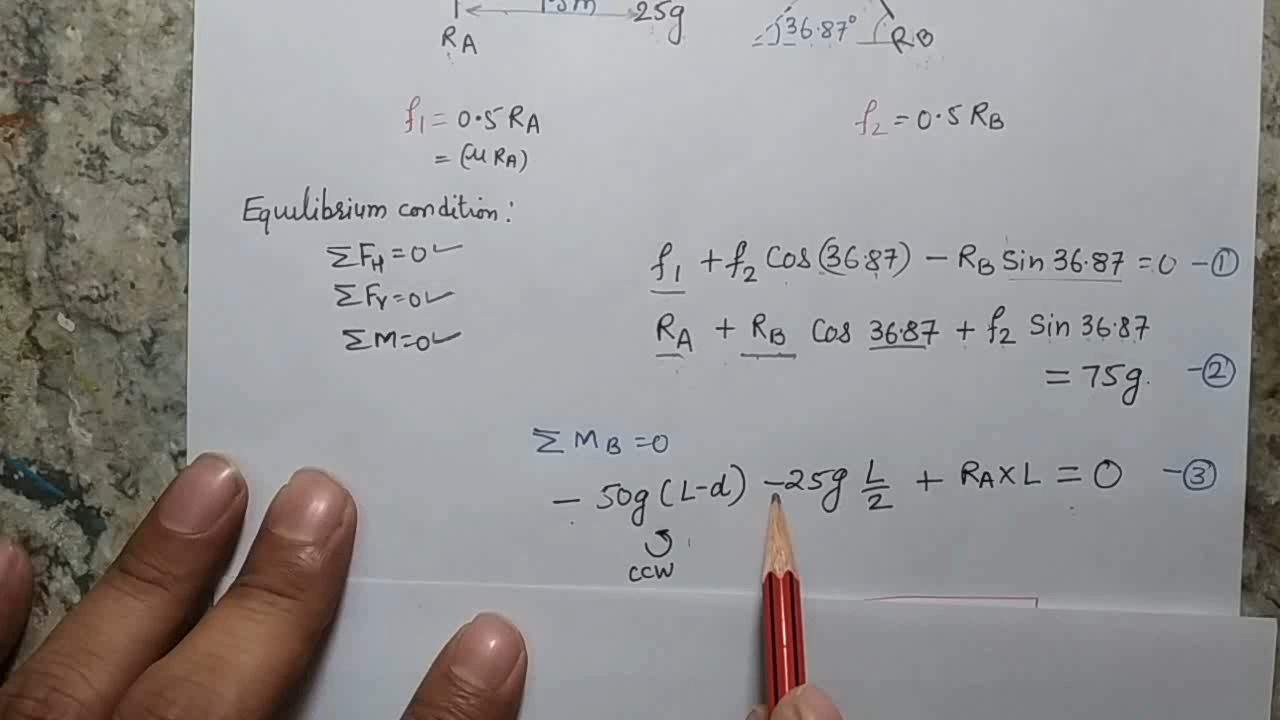 1.5m 25g
RA
36.87° RB
f1 = 0.5 RA
= (μ RA)
f2 = 0.5 RB
Equilibrium condition:
ΣFH = 0 ✓
ΣFY = 0 ✓
ΣM = 0 ✓
f1 + f2 Cos (36.87) − RB Sin 36.87 = 0 −①
RA + RB Cos 36.87 + f2 Sin 36.87
= 75g. −②
Σ MB = 0
− 50g (L-d) − 25g L/2 + RA × L = 0 −③
CCW